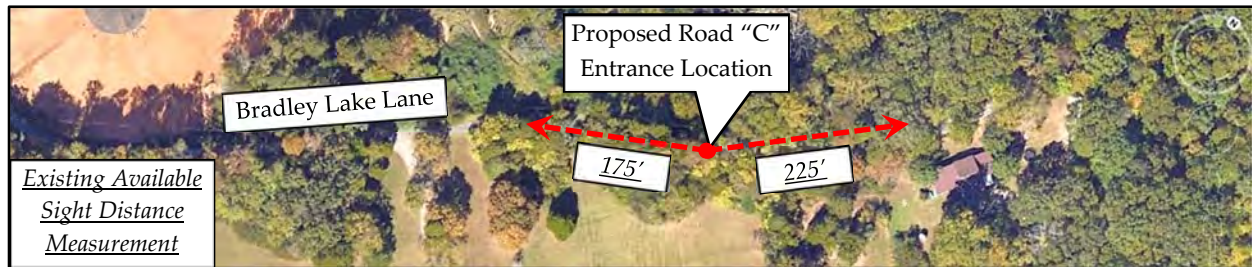 Proposed Road “C”
Entrance Location
Bradley Lake Lane
175’
225’
Existing Available
Sight Distance
Measurement